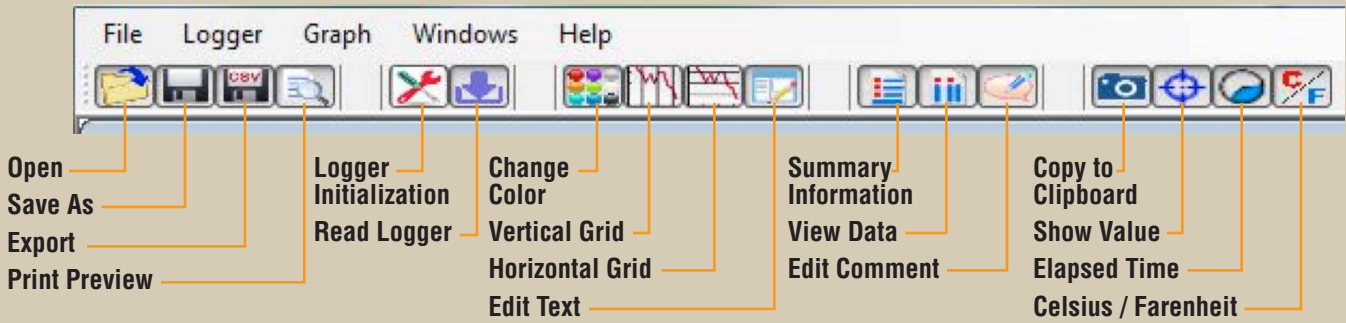 File Logger Graph Windows Help
CSV
C/F
Open
Save As
Export
Print Preview
Logger
Initialization
Read Logger
Change
Color
Vertical Grid
Horizontal Grid
Edit Text
Summary
Information
View Data
Edit Comment
Copy to
Clipboard
Show Value
Elapsed Time
Celsius / Farenheit